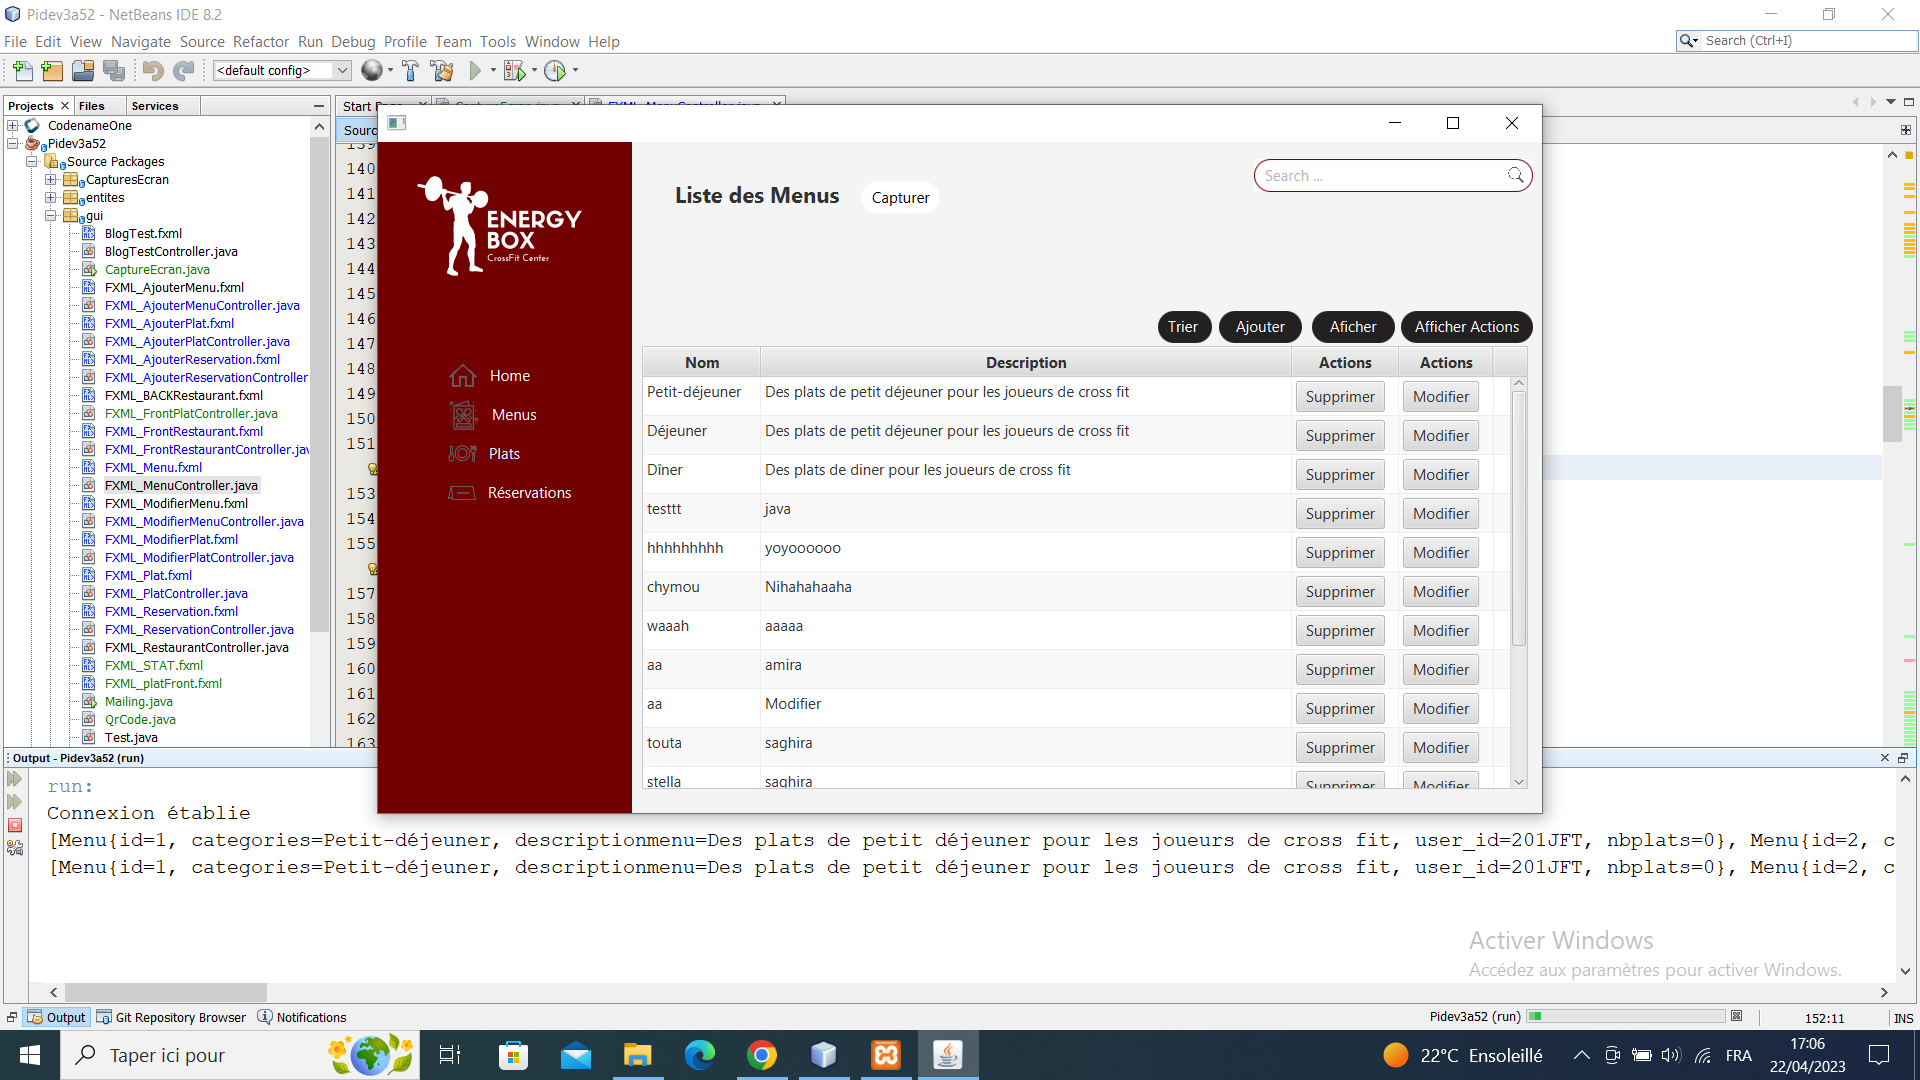 Pidev3a52 - NetBeans IDE 8.2
File Edit View Navigate Source Refactor Run Debug Profile Team Tools Window Help
Search (Ctrl+I)
<default config>
Projects Files Services
Start
CodenameOne
Pidev3a52
Source Packages
CapturesEcran
entites
gui
BlogTest.fxml
BlogTestController.java
CaptureEcran.java
FXML_AjouterMenu.fxml
FXML_AjouterMenuController.java
FXML_AjouterPlat.fxml
FXML_AjouterPlatController.java
FXML_AjouterReservation.fxml
FXML_AjouterReservationController
FXML_BACKRestaurant.fxml
FXML_FrontPlatController.java
FXML_FrontRestaurant.fxml
FXML_FrontRestaurantController.jav
FXML_Menu.fxml
FXML_MenuController.java
FXML_ModifierMenu.fxml
FXML_ModifierMenuController.java
FXML_ModifierPlat.fxml
FXML_ModifierPlatController.java
FXML_Plat.fxml
FXML_PlatController.java
FXML_Reservation.fxml
FXML_ReservationController.java
FXML_RestaurantController.java
FXML_STAT.fxml
FXML_platFront.fxml
Mailing.java
QrCode.java
Test.java
Sourc
139
140
141
142
143
144
145
146
147
148
149
150
151
153
154
155
157
158
159
160
161
162
163
ENERGY
BOX
CrossFit Center
Home
Menus
Plats
Réservations
Liste des Menus Capturer
Search ...
Trier Ajouter Aficher Afficher Actions
Nom Description Actions Actions
Petit-déjeuner Des plats de petit déjeuner pour les joueurs de cross fit Supprimer Modifier
Déjeuner Des plats de petit déjeuner pour les joueurs de cross fit Supprimer Modifier
Dîner Des plats de diner pour les joueurs de cross fit Supprimer Modifier
testtt java Supprimer Modifier
hhhhhhhhh yoyoooooo Supprimer Modifier
chymou Nihahahaaha Supprimer Modifier
waaah aaaaa Supprimer Modifier
aa amira Supprimer Modifier
aa Modifier Supprimer Modifier
touta saghira Supprimer Modifier
stella saghira Supprimer Modifier
Output - Pidev3a52 (run)
run:
Connexion établie
[Menu{id=1, categories=Petit-déjeuner, descriptionmenu=Des plats de petit déjeuner pour les joueurs de cross fit, user_id=201JFT, nbplats=0}, Menu{id=2, c
[Menu{id=1, categories=Petit-déjeuner, descriptionmenu=Des plats de petit déjeuner pour les joueurs de cross fit, user_id=201JFT, nbplats=0}, Menu{id=2, c
Activer Windows
Accédez aux paramètres pour activer Windows.
Output Git Repository Browser Notifications
Pidev3a52 (run) 152:11 INS
Taper ici pour
22°C Ensoleillé FRA
17:06
22/04/2023